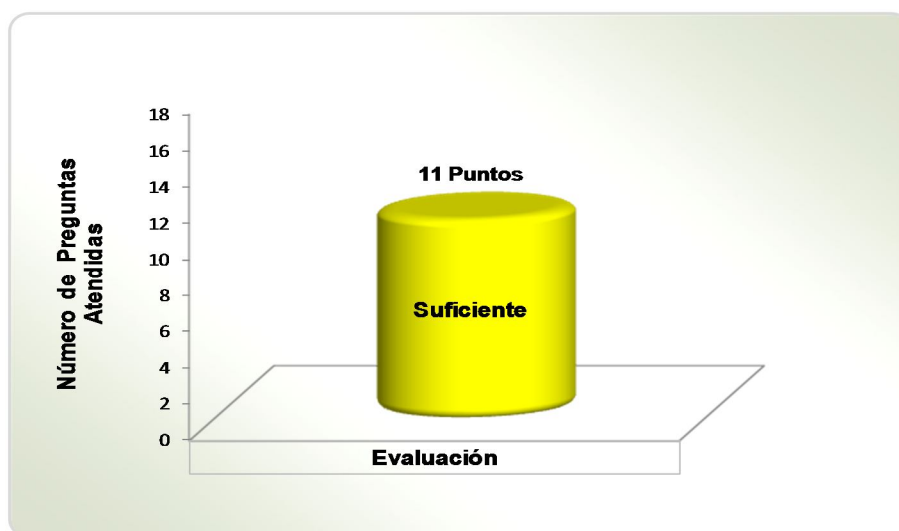 Número de Preguntas
Atendidas
18
16
14
12
10
8
6
4
2
0
11 Puntos
Suficiente
Evaluación